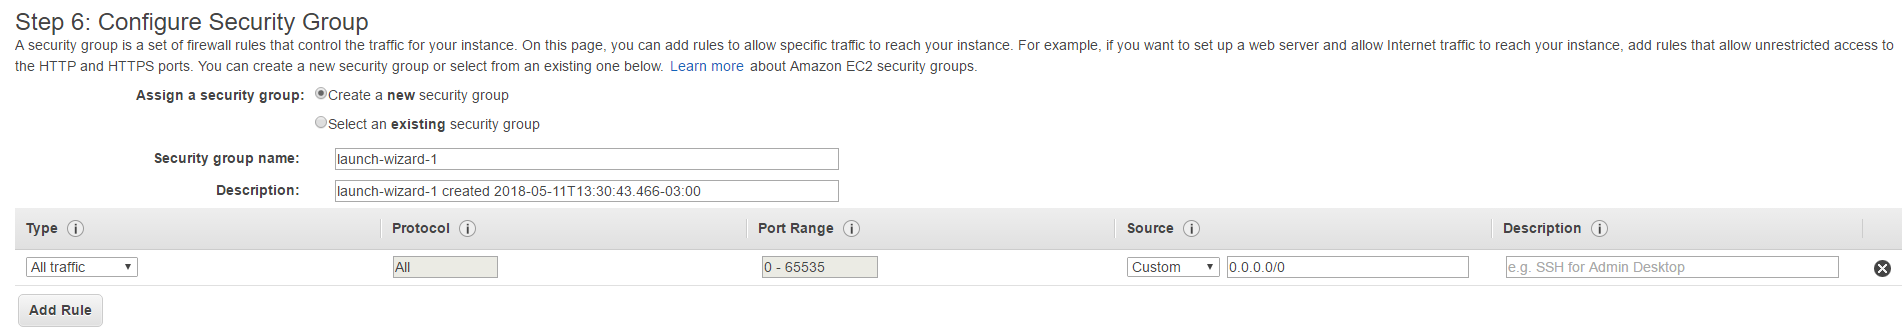 Step 6: Configure Security Group
A security group is a set of firewall rules that control the traffic for your instance. On this page, you can add rules to allow specific traffic to reach your instance. For example, if you want to set up a web server and allow Internet traffic to reach your instance, add rules that allow unrestricted access to
the HTTP and HTTPS ports. You can create a new security group or select from an existing one below. Learn more about Amazon EC2 security groups.
Assign a security group: Create a new security group
Select an existing security group
Security group name: launch-wizard-1
Description: launch-wizard-1 created 2018-05-11T13:30:43.466-03:00
Type i Protocol i Port Range i Source i Description i
All traffic All 0 - 65535 Custom 0.0.0.0/0 e.g. SSH for Admin Desktop
Add Rule